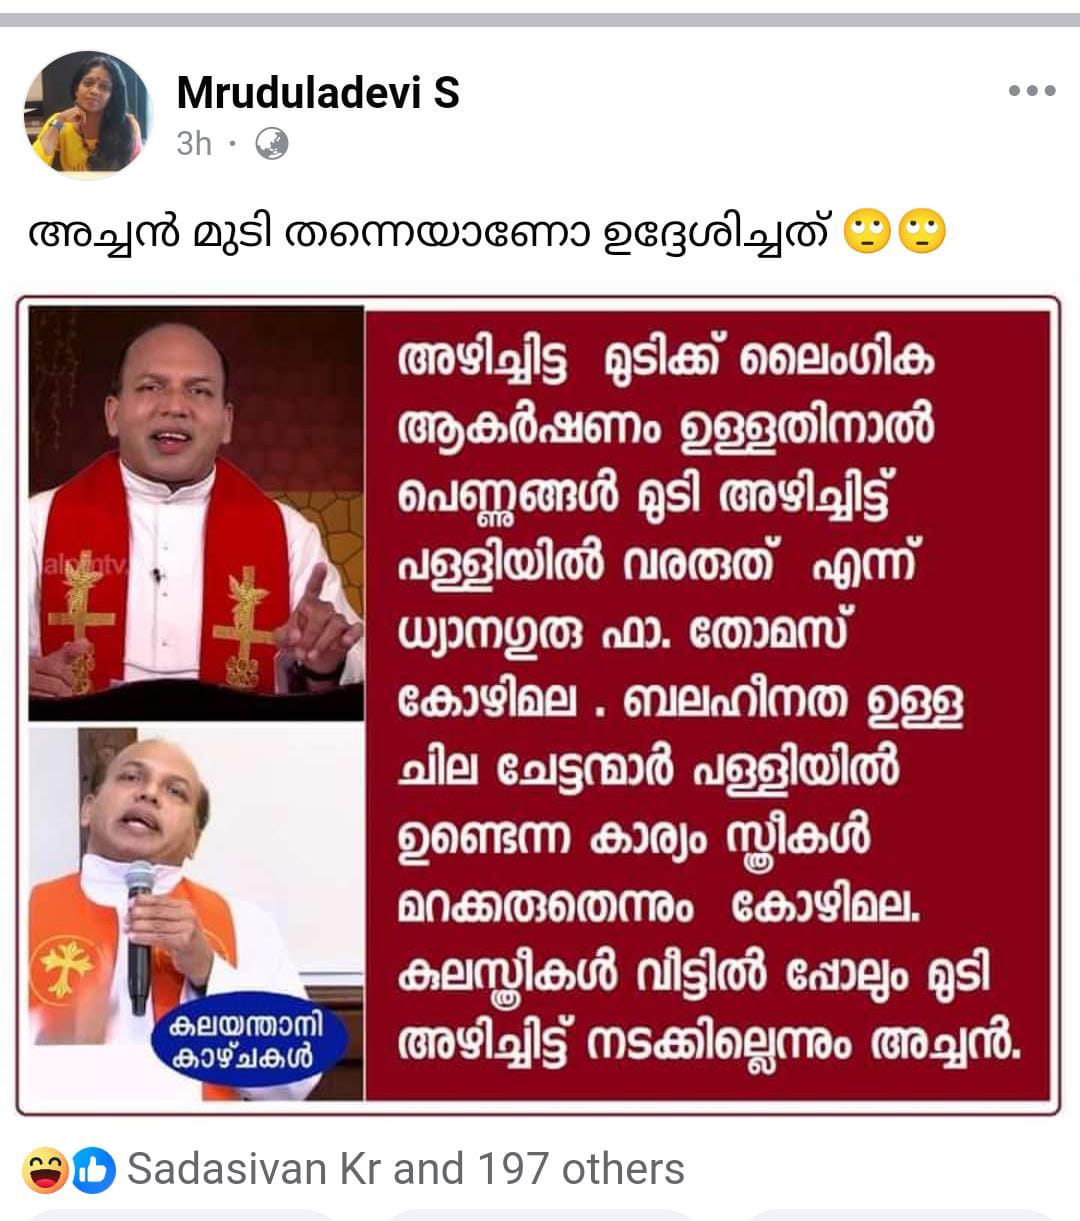 Mruduladevi S
3h ·
അച്ചൻ മുടി തന്നെയാണോ ഉദ്ദേശിച്ചത് 🙄🙄
അഴിച്ചിട്ട മുടിക്ക് ലൈംഗിക
ആകർഷണം ഉള്ളതിനാൽ
പെണ്ണുങ്ങൾ മുടി അഴിച്ചിട്ട്
പള്ളിയിൽ വരരുത് എന്ന്
ധ്യാനഗുരു ഫാ. തോമസ്
കോഴിമല . ബലഹീനത ഉള്ള
ചില ചേട്ടന്മാർ പള്ളിയിൽ
ഉണ്ടെന്ന കാര്യം സ്ത്രീകൾ
മറക്കരുതെന്നും കോഴിമല.
കുലസ്ത്രീകൾ വീട്ടിൽ പ്പോലും മുടി
അഴിച്ചിട്ട് നടക്കില്ലെന്നും അച്ചൻ.
കലയന്താനി
കാഴ്ചകൾ
Sadasivan Kr and 197 others